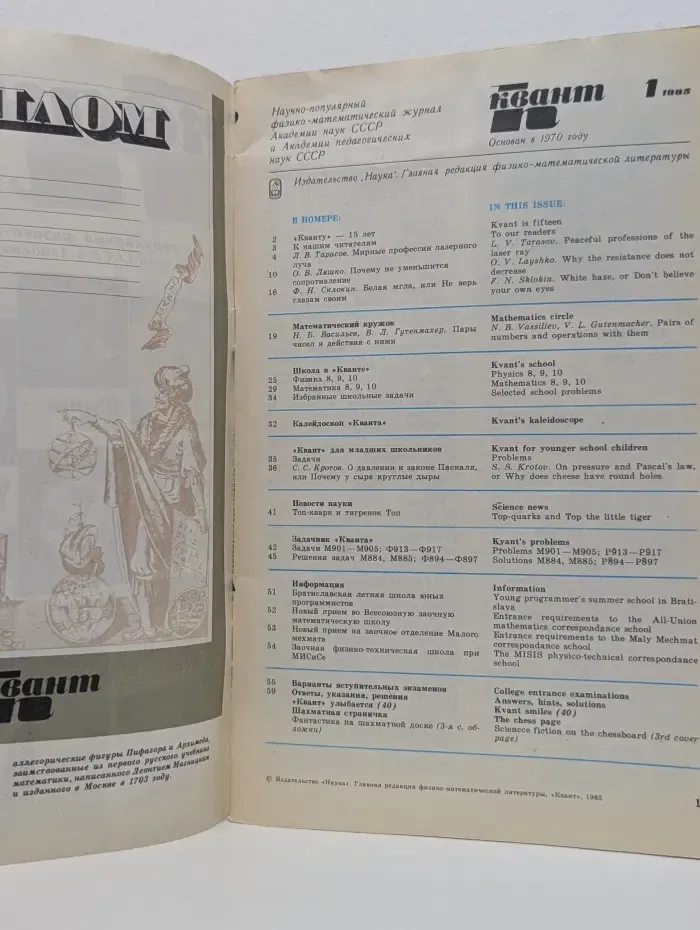 ПЛОМ
квант
аллегорические фигуры Пифагора и Архимеда,
заимствованные из первого русского учебника
математики, написанного Леонтием Магницким
и изданного в Москве в 1703 году.
Научно-популярный
физико-математический журнал
Академии наук СССР
и Академии педагогических
наук СССР
квант
1 1985
Основан в 1970 году
Издательство „Наука“. Главная редакция физико-математической литературы
В НОМЕРЕ:
2 «Кванту» — 15 лет
3 К нашим читателям
4 Л. В. Тарасов. Мирные профессии лазерного
луча
10 О. В. Ляшко. Почему не уменьшится
сопротивление
16 Ф. Н. Склокин. Белая мгла, или Не верь
глазам своим
Математический кружок
19 Н. Б. Васильев, В. Л. Гутенмахер. Пары
чисел и действия с ними
Школа в «Кванте»
25 Физика 8, 9, 10
29 Математика 8, 9, 10
34 Избранные школьные задачи
32 Калейдоскоп «Кванта»
«Квант» для младших школьников
35 Задачи
36 С. С. Кротов. О давлении и законе Паскаля,
или Почему у сыра круглые дыры
Новости науки
41 Топ-кварк и тигренок Топ
Задачник «Кванта»
42 Задачи М901—М905; Ф913—Ф917
45 Решения задач М884, М885; Ф894—Ф897
Информация
51 Братиславская летняя школа юных
программистов
52 Новый прием во Всесоюзную заочную
математическую школу
53 Новый прием на заочное отделение Малого
мехмата
54 Заочная физико-техническая школа при
МИСиСе
55 Варианты вступительных экзаменов
59 Ответы, указания, решения
«Квант» улыбается (40)
Шахматная страничка
Фантастика на шахматной доске (3-я с. об-
ложки)
IN THIS ISSUE:
Kvant is fifteen
To our readers
L. V. Tarasov. Peaceful professions of the
laser ray
O. V. Layshko. Why the resistance does not
decrease
F. N. Sklokin. White haze, or Don't believe
your own eyes
Mathematics circle
N. B. Vassiliev, V. L. Gutenmacher. Pairs of
numbers and operations with them
Kvant's school
Physics 8, 9, 10
Mathematics 8, 9, 10
Selected school problems
Kvant's kaleidoscope
Kvant for younger school children
Problems
S. S. Krotov. On pressure and Pascal's law,
or Why does cheese have round holes
Science news
Top-quarks and Top the little tiger
Kvant's problems
Problems M901—M905; P913—P917
Solutions M884, M885; P894—P897
Information
Young programmer's summer school in Brati-
slava
Entrance requirements to the All-Union
mathematics correspondance school
Entrance requirements to the Maly Mechmat
correspondance school
The MISIS physico-technical correspondance
school
College entrance examinations
Answers, hints, solutions
Kvant smiles (40)
The chess page
Sciencce fiction on the chessboard (3rd cover
page)
© Издательство «Наука». Главная редакция физико-математической литературы, «Квант», 1985
1